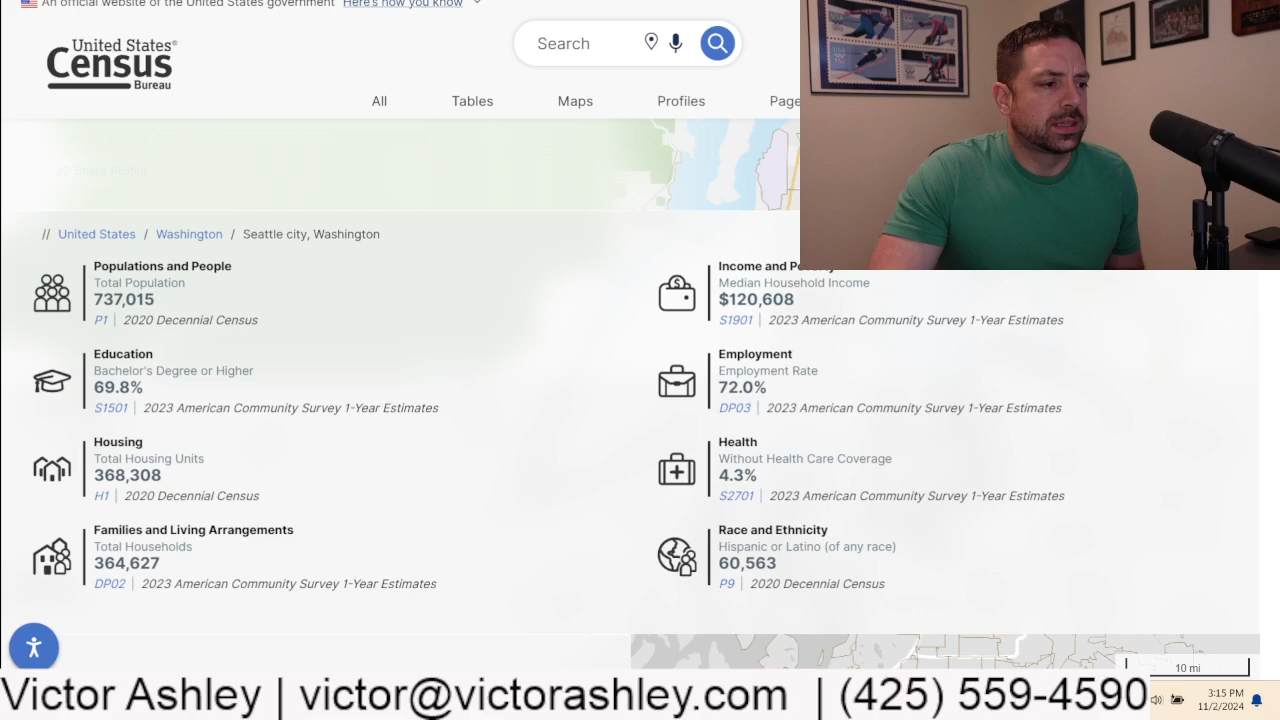 An official website of the United States government Here's how you know
United States®
Census
Bureau
Search
All Tables Maps Profiles Page
Share Profile
// United States / Washington / Seattle city, Washington
Populations and People
Total Population
737,015
P1 | 2020 Decennial Census
Income and Poverty
Median Household Income
$120,608
S1901 | 2023 American Community Survey 1-Year Estimates
Education
Bachelor's Degree or Higher
69.8%
S1501 | 2023 American Community Survey 1-Year Estimates
Employment
Employment Rate
72.0%
DP03 | 2023 American Community Survey 1-Year Estimates
Housing
Total Housing Units
368,308
H1 | 2020 Decennial Census
Health
Without Health Care Coverage
4.3%
S2701 | 2023 American Community Survey 1-Year Estimates
Families and Living Arrangements
Total Households
364,627
DP02 | 2023 American Community Survey 1-Year Estimates
Race and Ethnicity
Hispanic or Latino (of any race)
60,563
P9 | 2020 Decennial Census
10 mi
Victor Ashley | victor@victorashley.com | (425) 559-4590
3:15 PM
11/2/2024